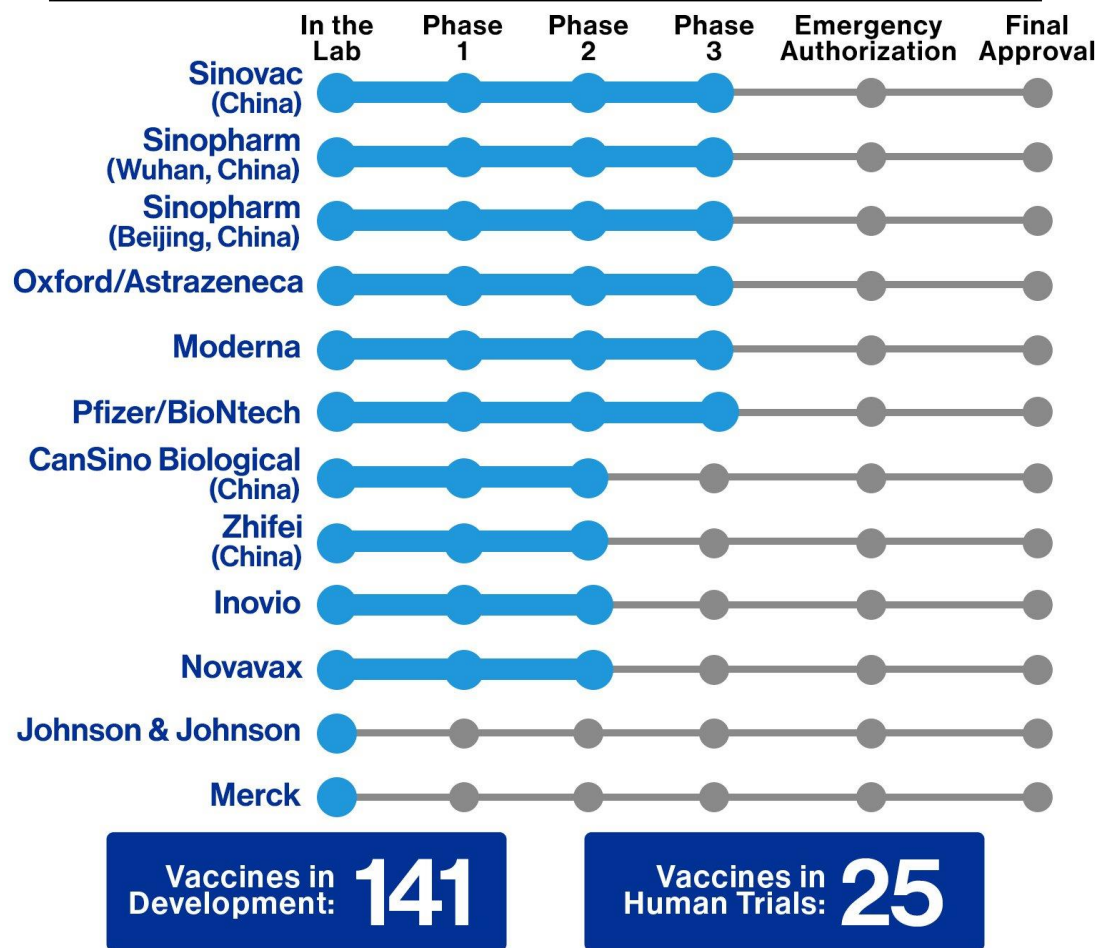 In the Lab
Phase 1
Phase 2
Phase 3
Emergency Authorization
Final Approval
Sinovac
(China)
Sinopharm
(Wuhan, China)
Sinopharm
(Beijing, China)
Oxford/Astrazeneca
Moderna
Pfizer/BioNtech
CanSino Biological
(China)
Zhifei
(China)
Inovio
Novavax
Johnson & Johnson
Merck
Vaccines in
Development: 141
Vaccines in
Human Trials: 25